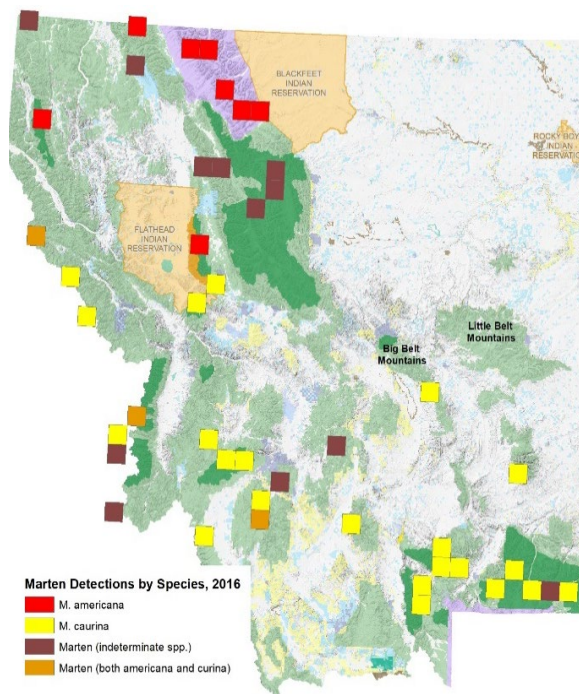 BLACKFEET
INDIAN
RESERVATION
ROCKY BOY
INDIAN
RESERVATION
FLATHEAD
INDIAN
RESERVATION
Little Belt
Mountains
Big Belt
Mountains
Marten Detections by Species, 2016
M. americana
M. caurina
Marten (indeterminate spp.)
Marten (both americana and curina)